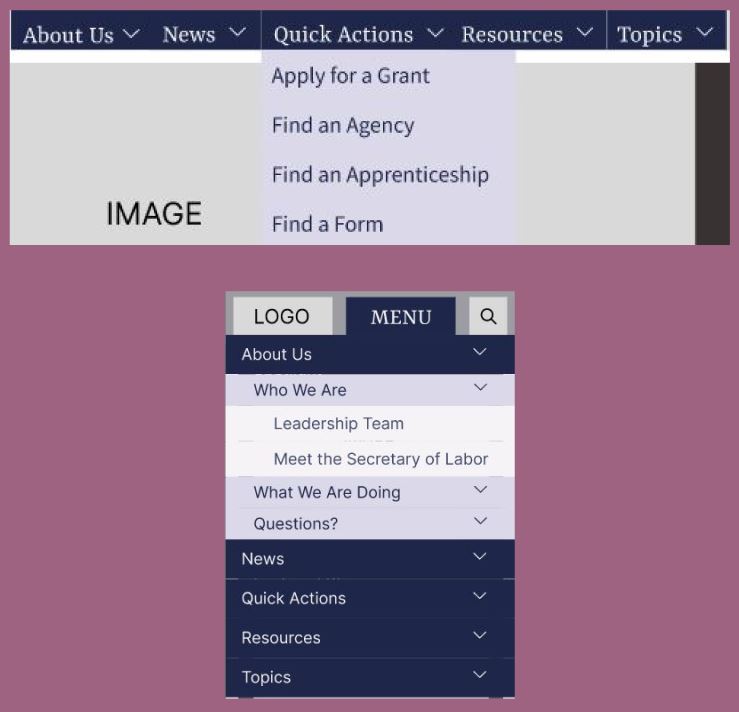 About Us News Quick Actions Resources Topics
Apply for a Grant
Find an Agency
Find an Apprenticeship
IMAGE
Find a Form
LOGO MENU
About Us
Who We Are
Leadership Team
Meet the Secretary of Labor
What We Are Doing
Questions?
News
Quick Actions
Resources
Topics